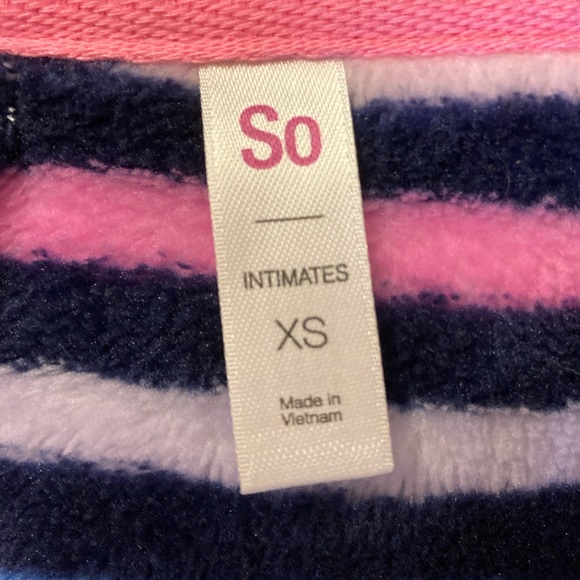 So
INTIMATES
XS
Made in
Vietnam